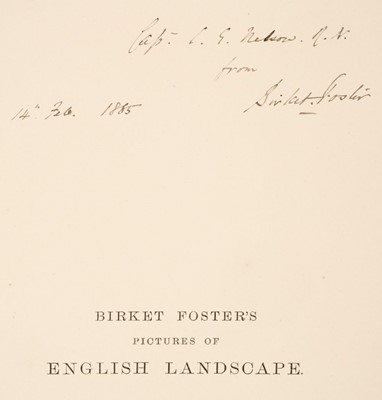 Capt. C. G. Nelson. R. N.
from
Birket Foster
14th Feb. 1885
BIRKET FOSTER'S
PICTURES OF
ENGLISH LANDSCAPE.